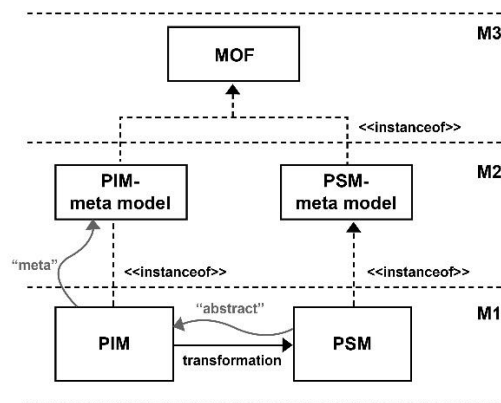 M3
MOF
<<instanceof>>
M2
PIM-
meta model
PSM-
meta model
“meta”
<<instanceof>>
<<instanceof>>
“abstract”
M1
PIM
transformation
PSM